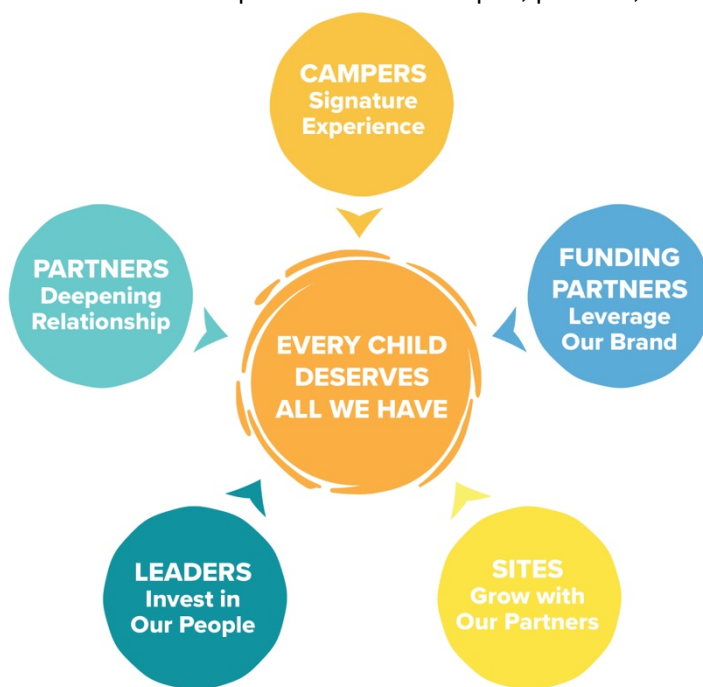 CAMPERS
Signature
Experience
PARTNERS
Deepening
Relationship
FUNDING
PARTNERS
Leverage
Our Brand
EVERY CHILD
DESERVES
ALL WE HAVE
LEADERS
Invest in
Our People
SITES
Grow with
Our Partners